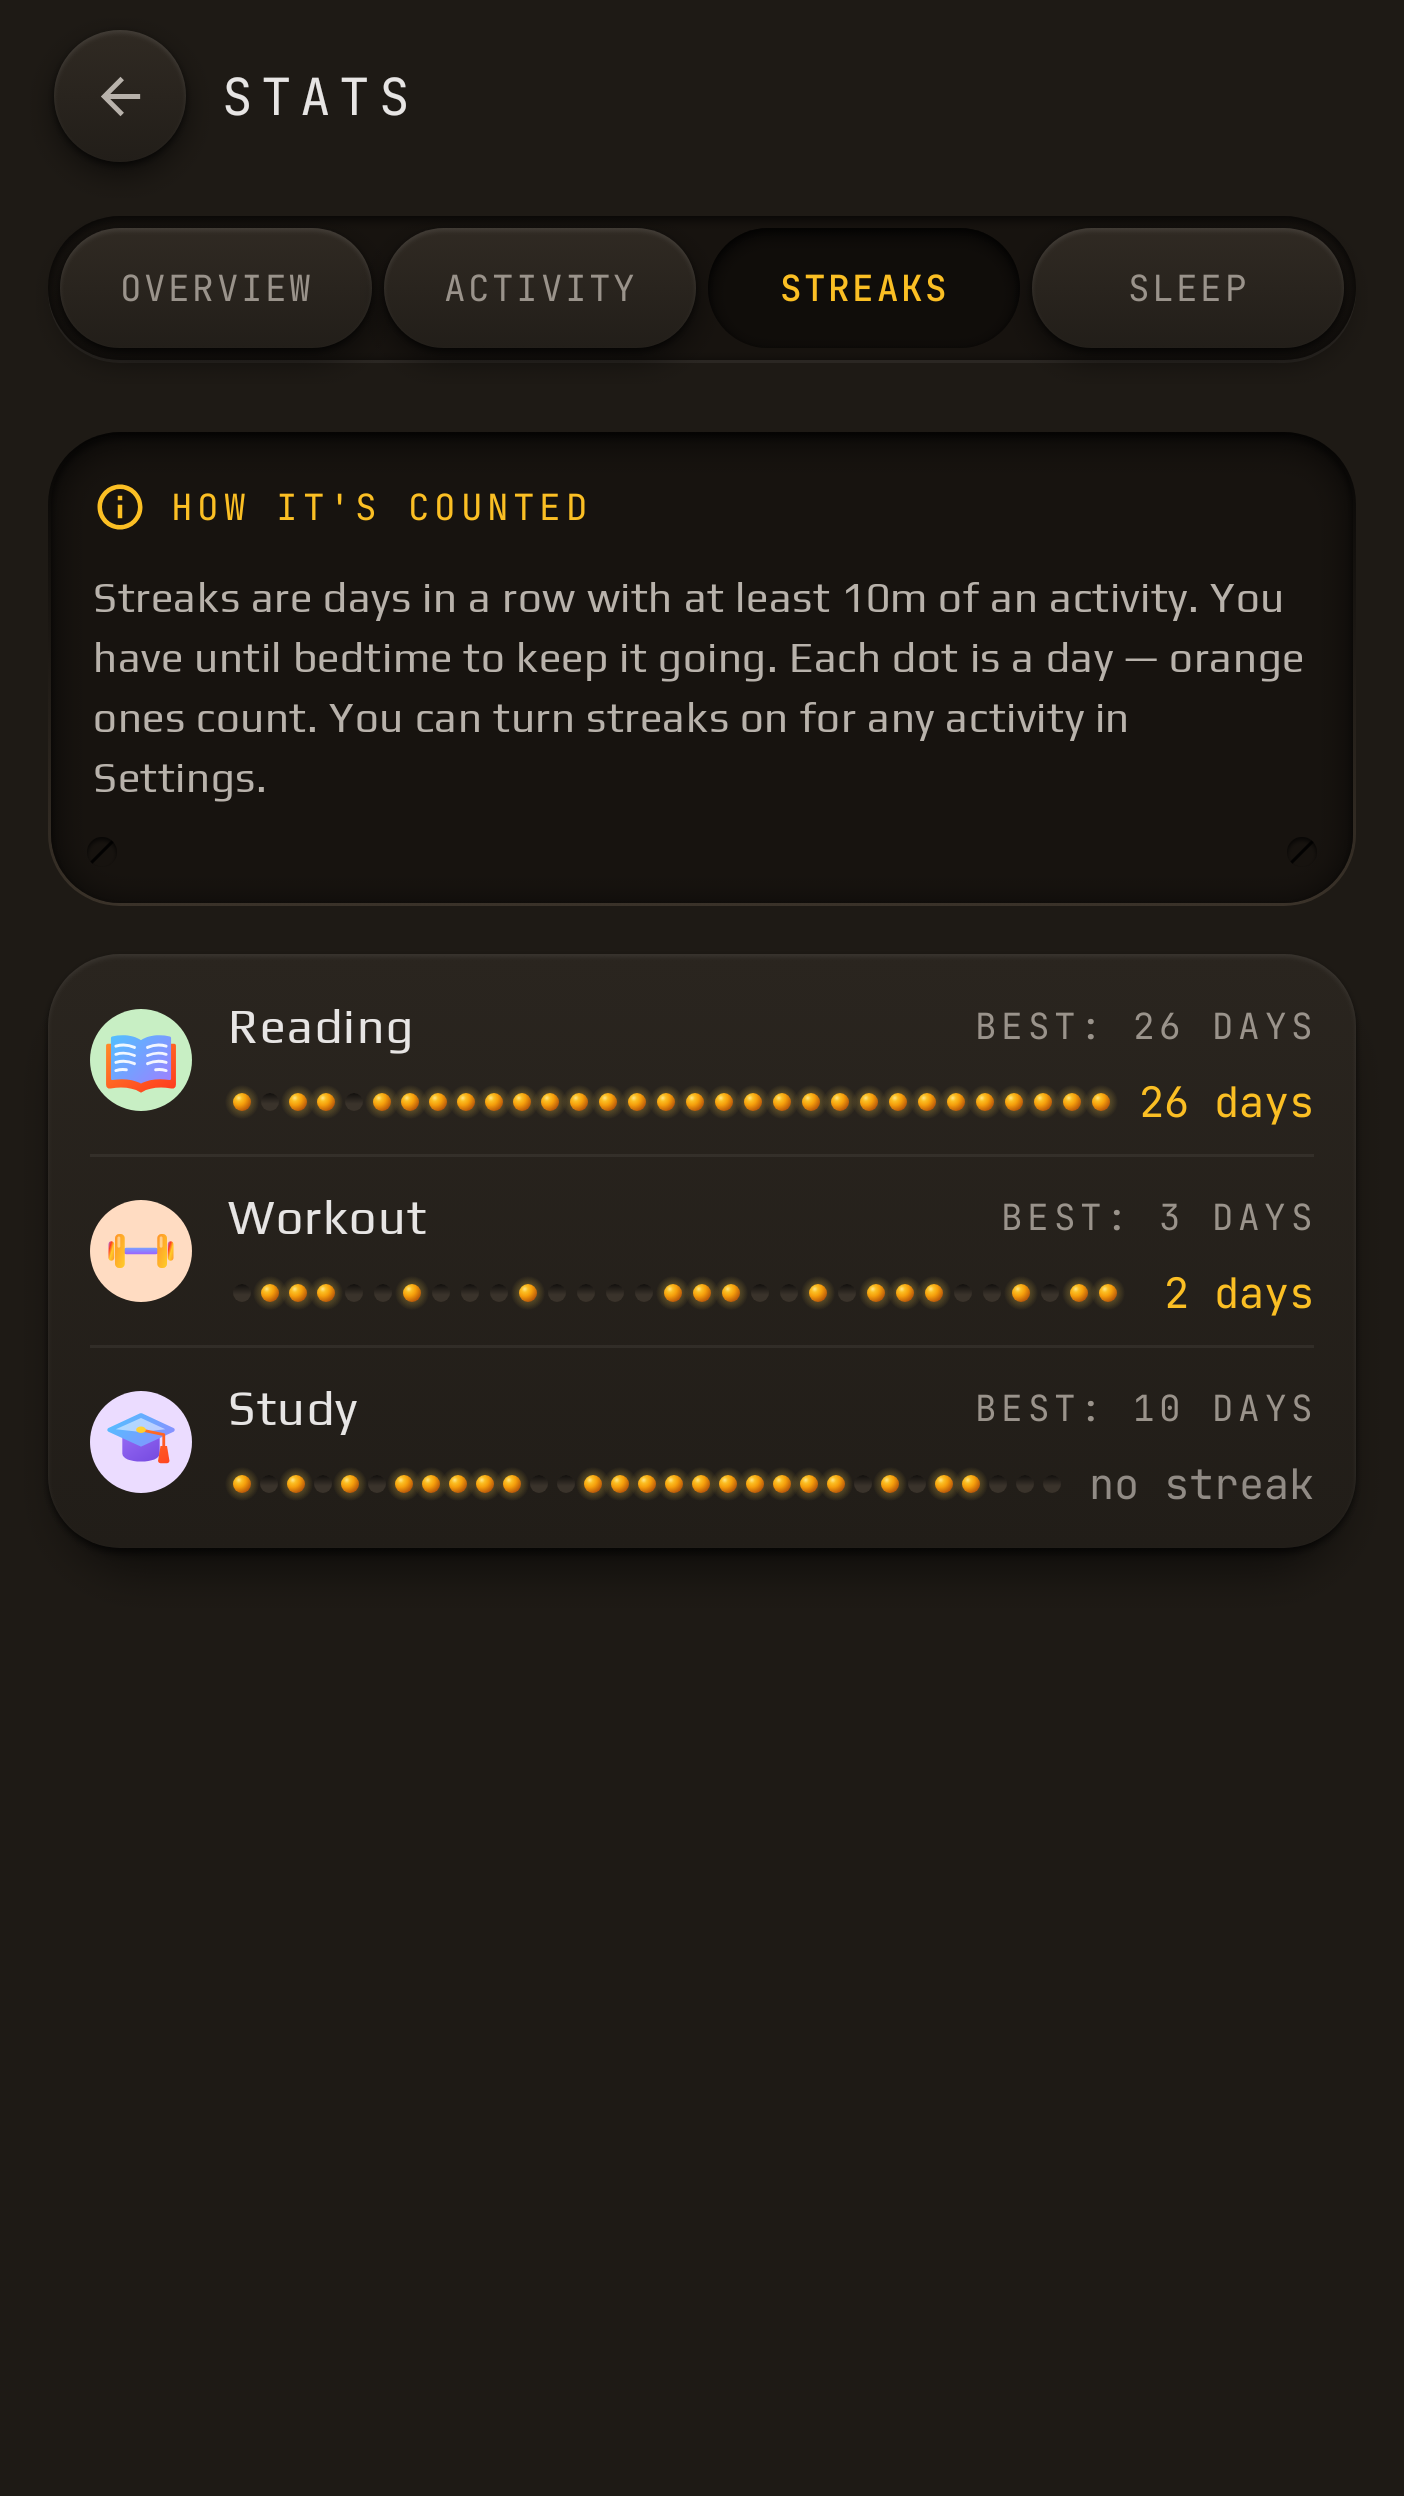 STATS
OVERVIEW
ACTIVITY
STREAKS
SLEEP
HOW IT'S COUNTED
Streaks are days in a row with at least 10m of an activity. You
have until bedtime to keep it going. Each dot is a day — orange
ones count. You can turn streaks on for any activity in
Settings.
Reading
BEST: 26 DAYS
26 days
Workout
BEST: 3 DAYS
2 days
Study
BEST: 10 DAYS
no streak